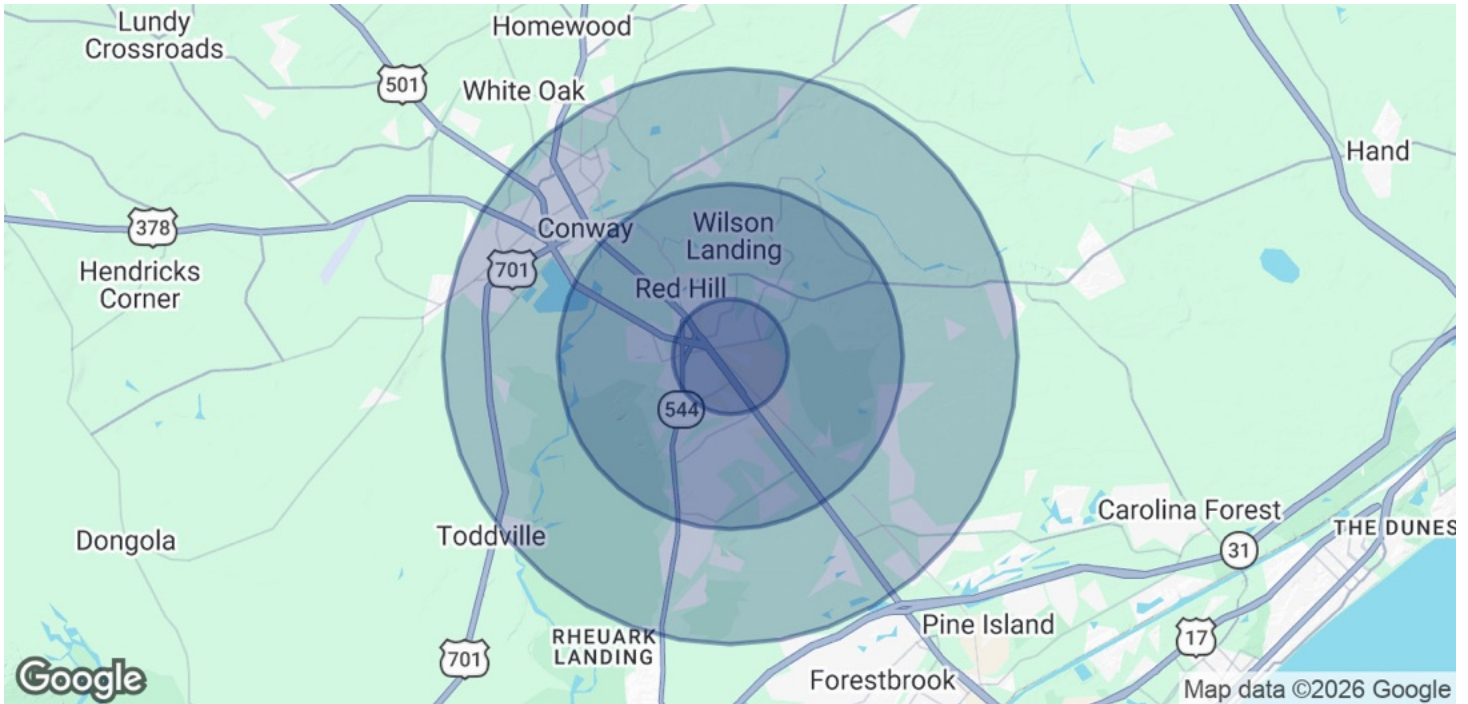 Lundy
Crossroads
Homewood
501
White Oak
Hand
378
Conway
Wilson
Landing
701
Hendricks
Corner
Red Hill
544
Carolina Forest
THE DUNES
Dongola
Toddville
31
RHEUARK
LANDING
Pine Island
17
701
Forestbrook
Google
Map data ©2026 Google